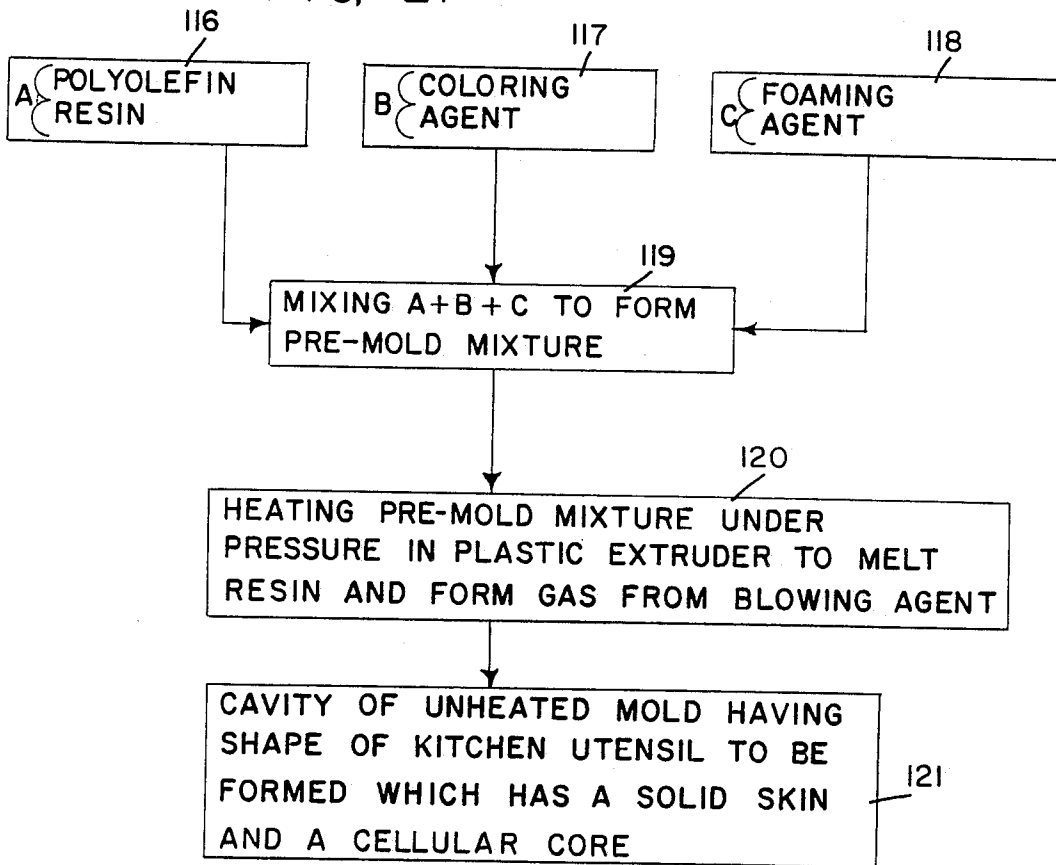 116
117
118
A { POLYOLEFIN
RESIN
B { COLORING
AGENT
C { FOAMING
AGENT
119
MIXING A+B+C TO FORM
PRE-MOLD MIXTURE
120
HEATING PRE-MOLD MIXTURE UNDER
PRESSURE IN PLASTIC EXTRUDER TO MELT
RESIN AND FORM GAS FROM BLOWING AGENT
CAVITY OF UNHEATED MOLD HAVING
SHAPE OF KITCHEN UTENSIL TO BE
FORMED WHICH HAS A SOLID SKIN
AND A CELLULAR CORE
121